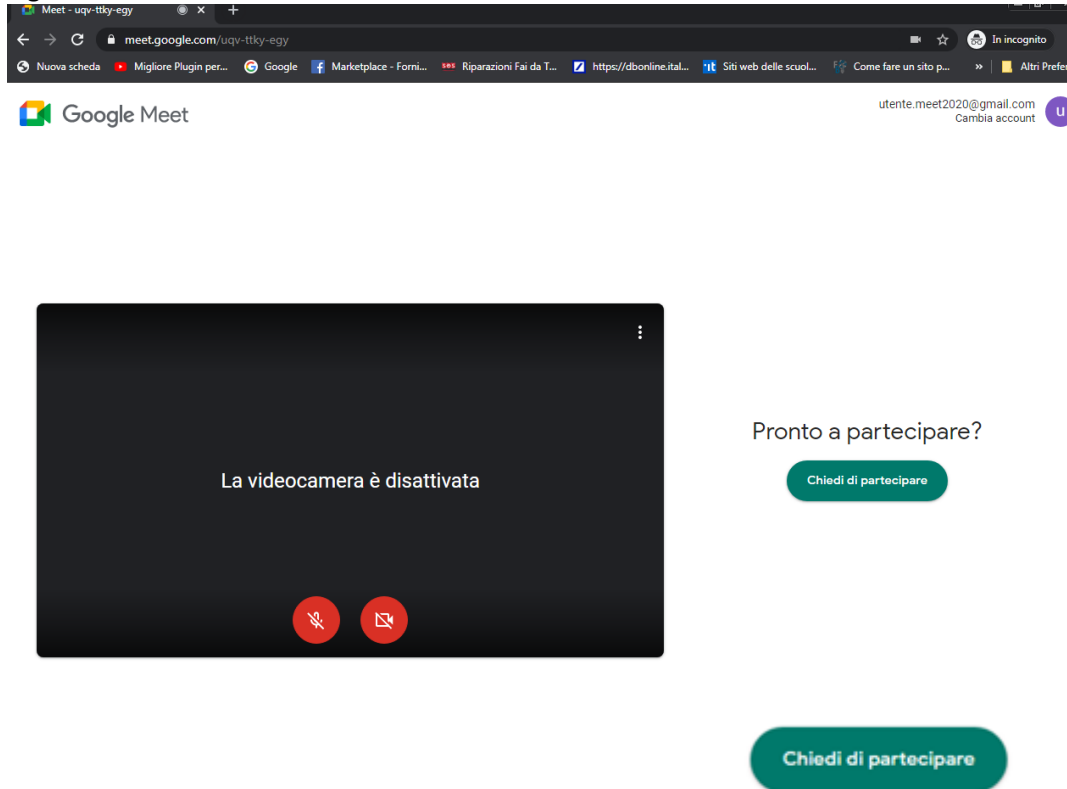 Meet - uqv-ttky-egy
meet.google.com/uqv-ttky-egy
In incognito
Nuova scheda
Migliore Plugin per...
Google
Marketplace - Forni...
Riparazioni Fai da T...
https://dbonline.ital...
Siti web delle scuol...
Come fare un sito p...
»
Altri Prefer
Google Meet
utente.meet2020@gmail.com
Cambia account
u
La videocamera è disattivata
Pronto a partecipare?
Chiedi di partecipare
Chiedi di partecipare